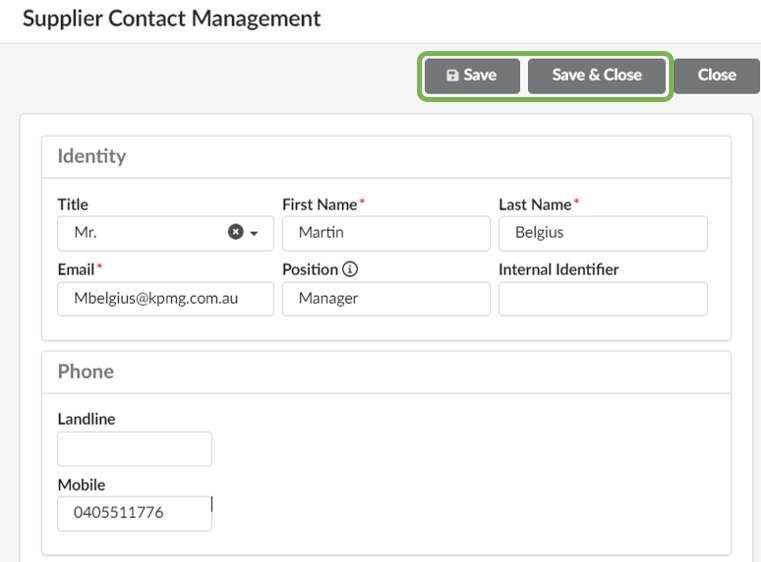 Supplier Contact Management
Save Save & Close Close
Identity
Title First Name* Last Name*
Mr. Martin Belgius
Email* Position Internal Identifier
Mbelgius@kpmg.com.au Manager
Phone
Landline
Mobile
0405511776